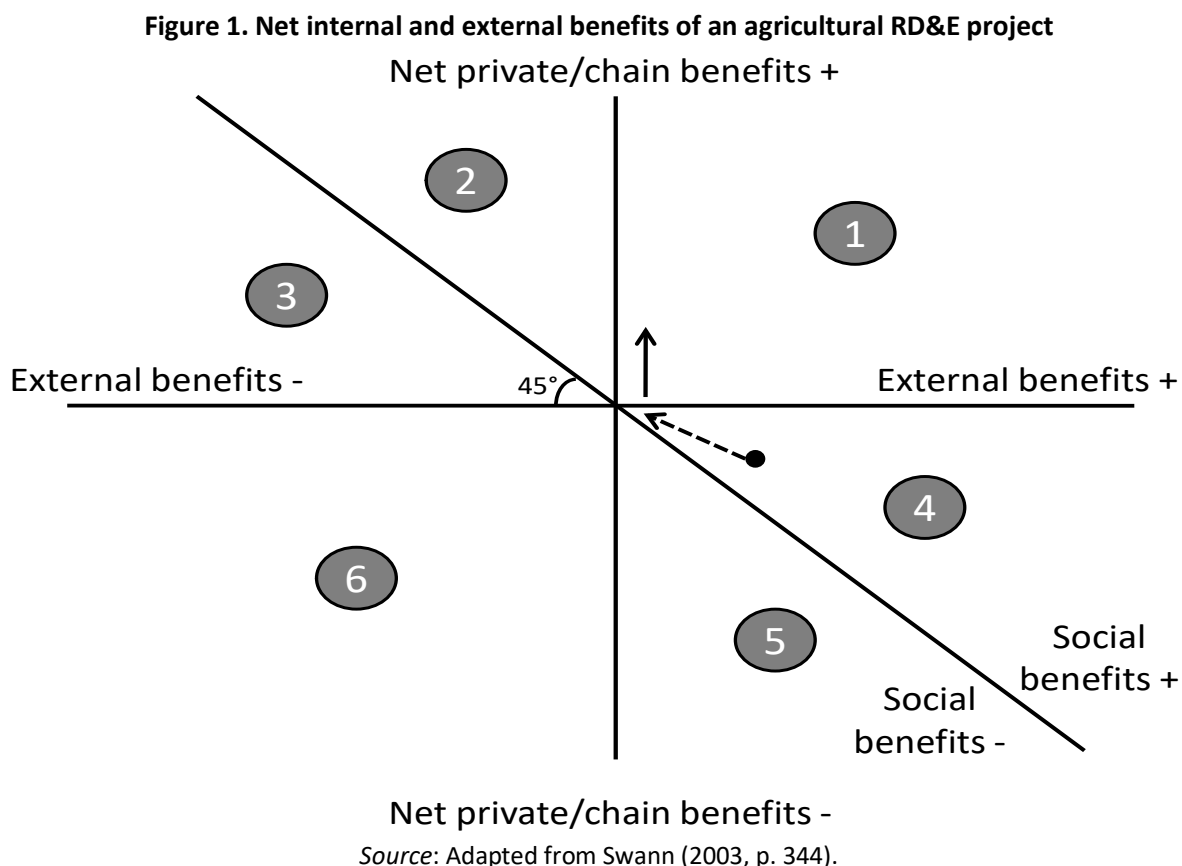 Figure 1. Net internal and external benefits of an agricultural RD&E project
Net private/chain benefits +
2
1
3
External benefits -
45°
External benefits +
4
6
5
Social
benefits +
Social
benefits -
Net private/chain benefits -
Source: Adapted from Swann (2003, p. 344).